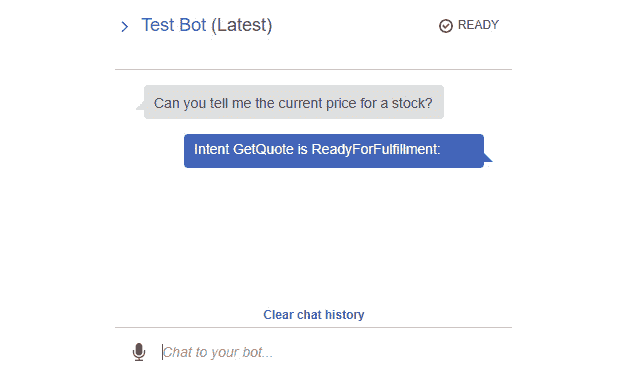 Test Bot (Latest)
READY
Can you tell me the current price for a stock?
Intent GetQuote is ReadyForFulfillment:
Clear chat history
Chat to your bot...